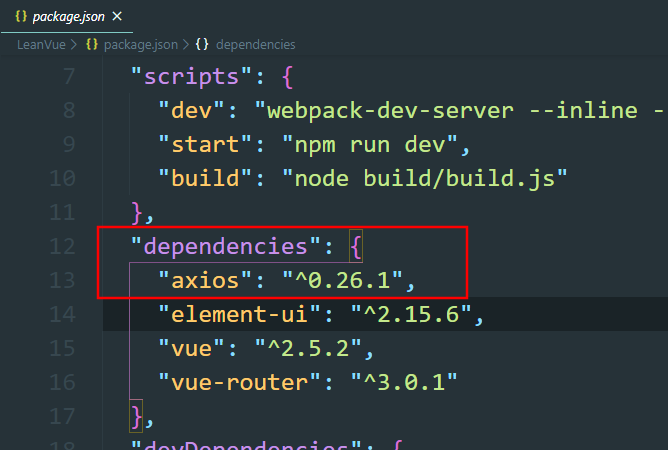 {} package.json ×
LeanVue > {} package.json > {} dependencies
7 "scripts": {
8 "dev": "webpack-dev-server --inline -
9 "start": "npm run dev",
10 "build": "node build/build.js"
11 },
12 "dependencies": {
13 "axios": "^0.26.1",
14 "element-ui": "^2.15.6",
15 "vue": "^2.5.2",
16 "vue-router": "^3.0.1"
17 },
18 "devDependencies": {